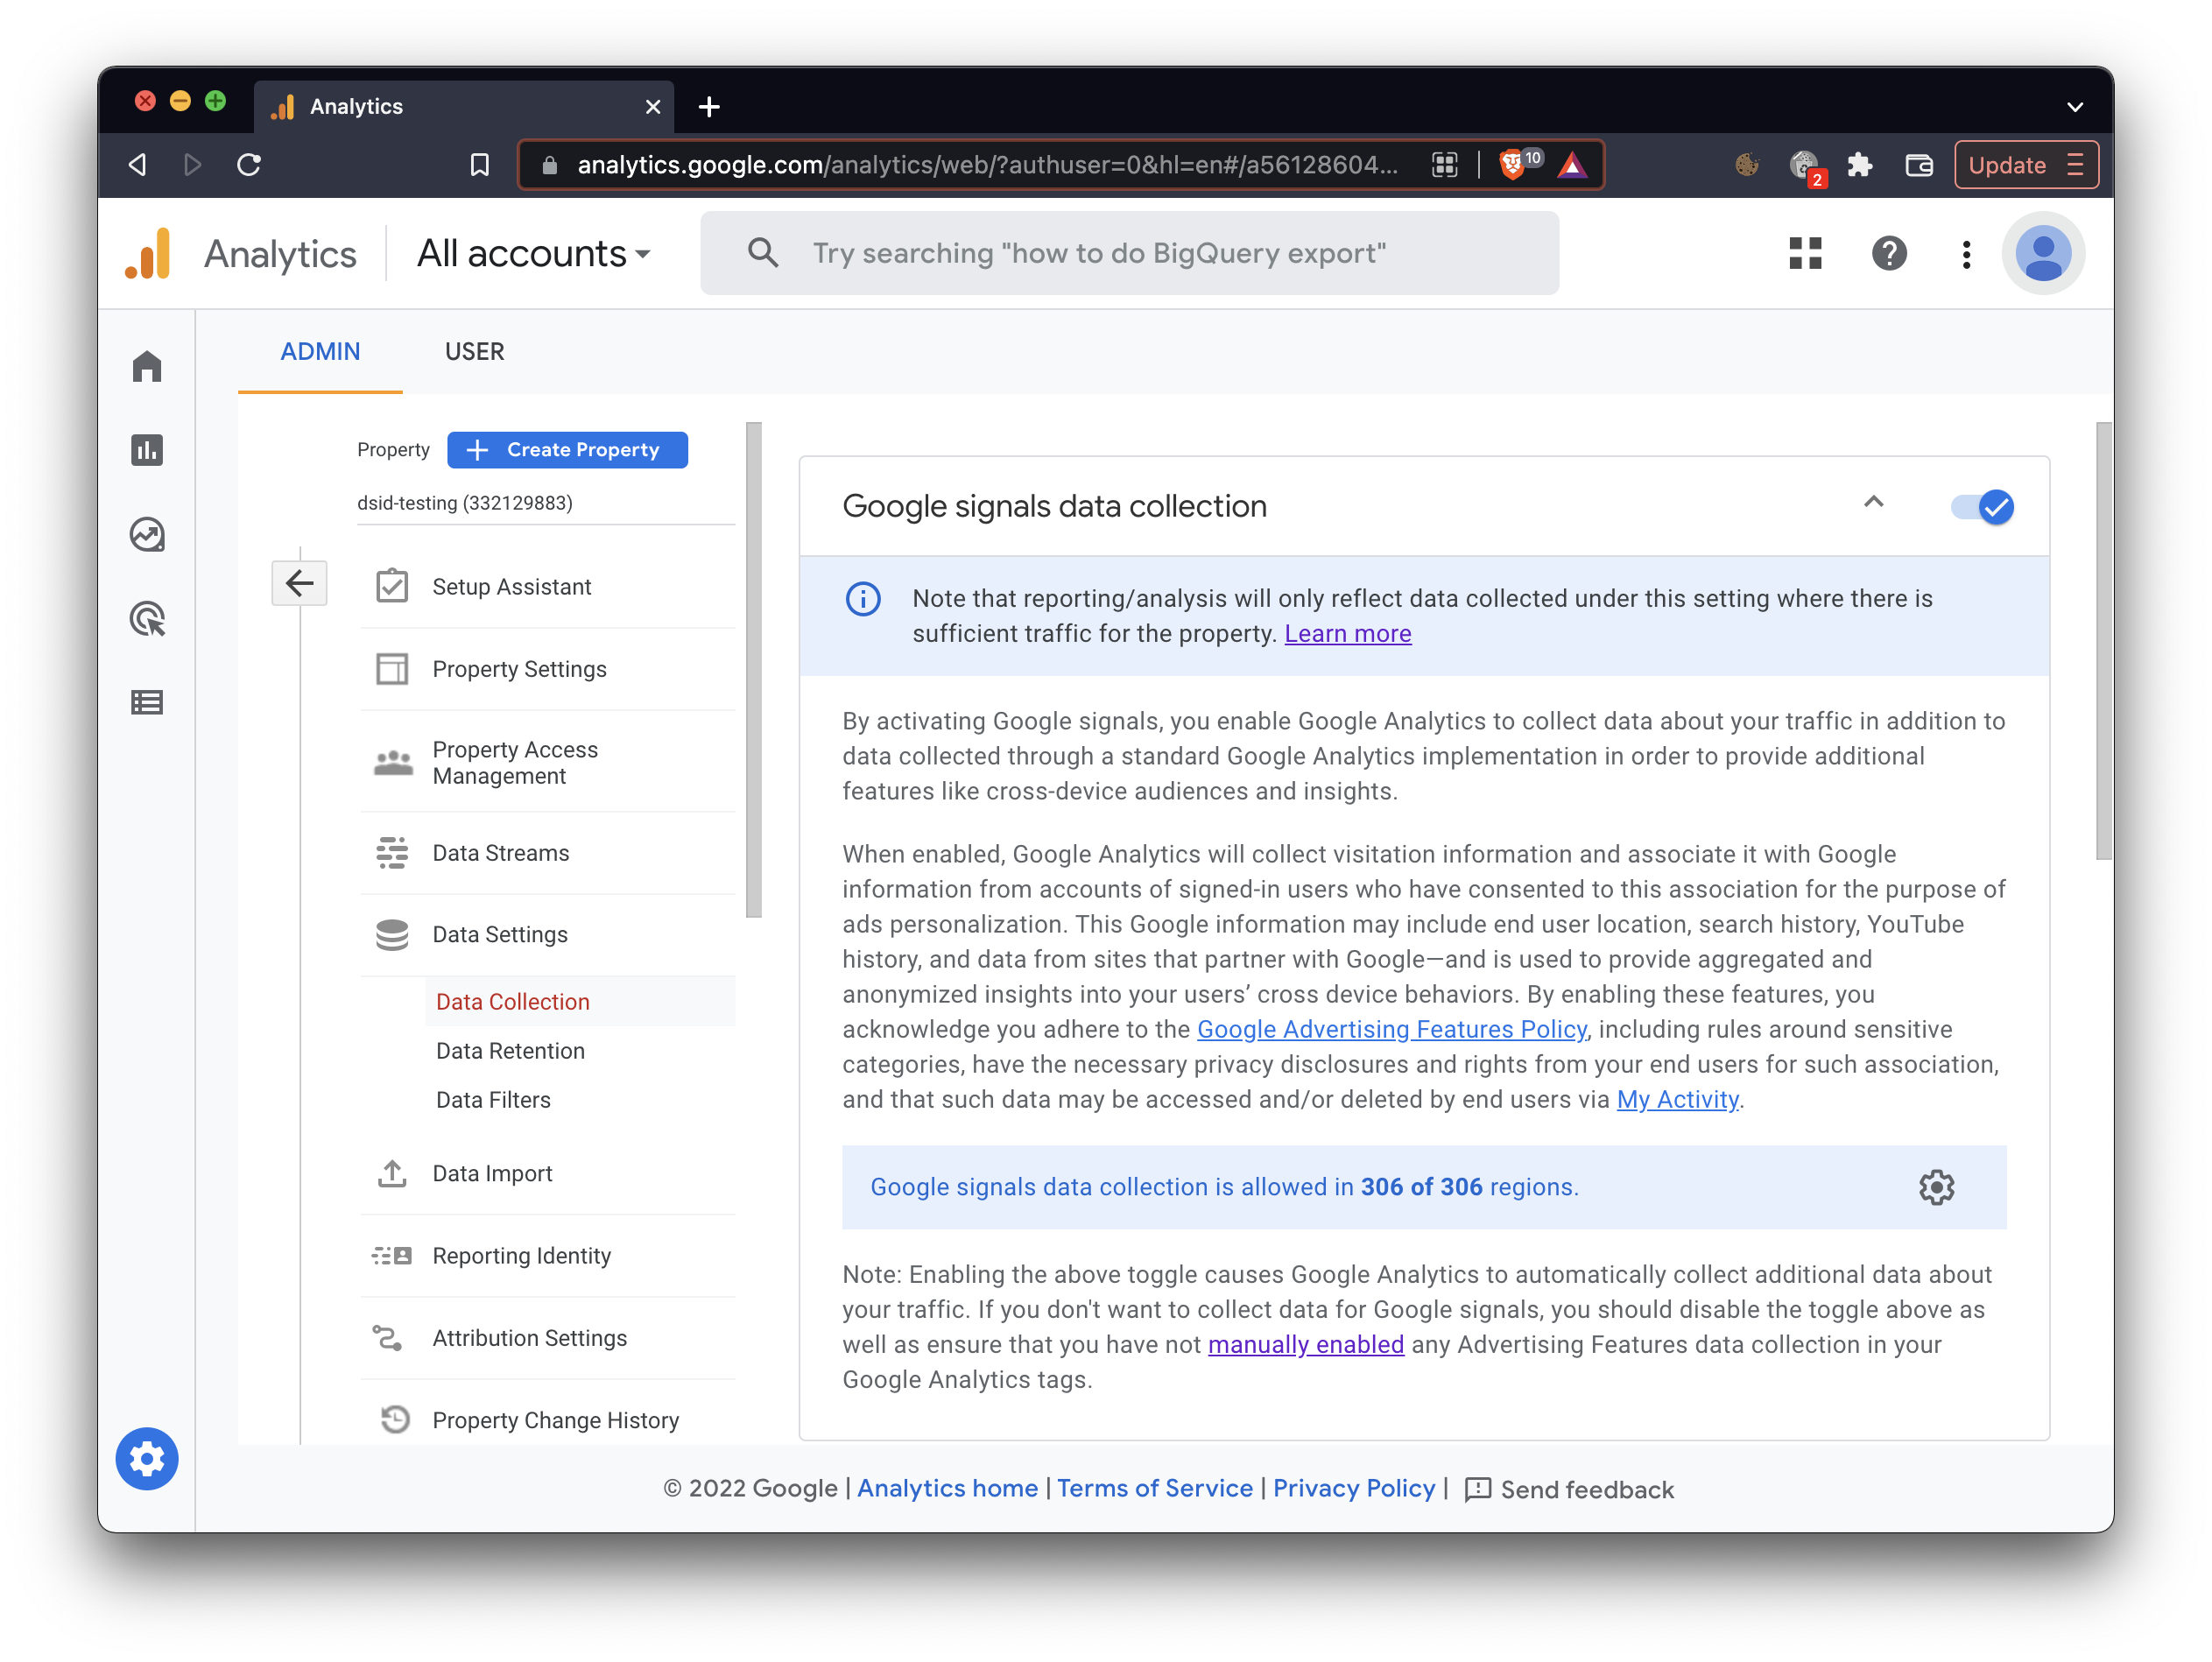 Analytics
analytics.google.com/analytics/web/?authuser=0&hl=en#/a56128604...
10
2
Update
Analytics
All accounts
Try searching "how to do BigQuery export"
ADMIN
USER
Property
Create Property
dsid-testing (332129883)
Setup Assistant
Property Settings
Property Access
Management
Data Streams
Data Settings
Data Collection
Data Retention
Data Filters
Data Import
Reporting Identity
Attribution Settings
Property Change History
Google signals data collection
Note that reporting/analysis will only reflect data collected under this setting where there is
sufficient traffic for the property. Learn more
By activating Google signals, you enable Google Analytics to collect data about your traffic in addition to
data collected through a standard Google Analytics implementation in order to provide additional
features like cross-device audiences and insights.
When enabled, Google Analytics will collect visitation information and associate it with Google
information from accounts of signed-in users who have consented to this association for the purpose of
ads personalization. This Google information may include end user location, search history, YouTube
history, and data from sites that partner with Google—and is used to provide aggregated and
anonymized insights into your users’ cross device behaviors. By enabling these features, you
acknowledge you adhere to the Google Advertising Features Policy, including rules around sensitive
categories, have the necessary privacy disclosures and rights from your end users for such association,
and that such data may be accessed and/or deleted by end users via My Activity.
Google signals data collection is allowed in 306 of 306 regions.
Note: Enabling the above toggle causes Google Analytics to automatically collect additional data about
your traffic. If you don't want to collect data for Google signals, you should disable the toggle above as
well as ensure that you have not manually enabled any Advertising Features data collection in your
Google Analytics tags.
© 2022 Google | Analytics home | Terms of Service | Privacy Policy | Send feedback